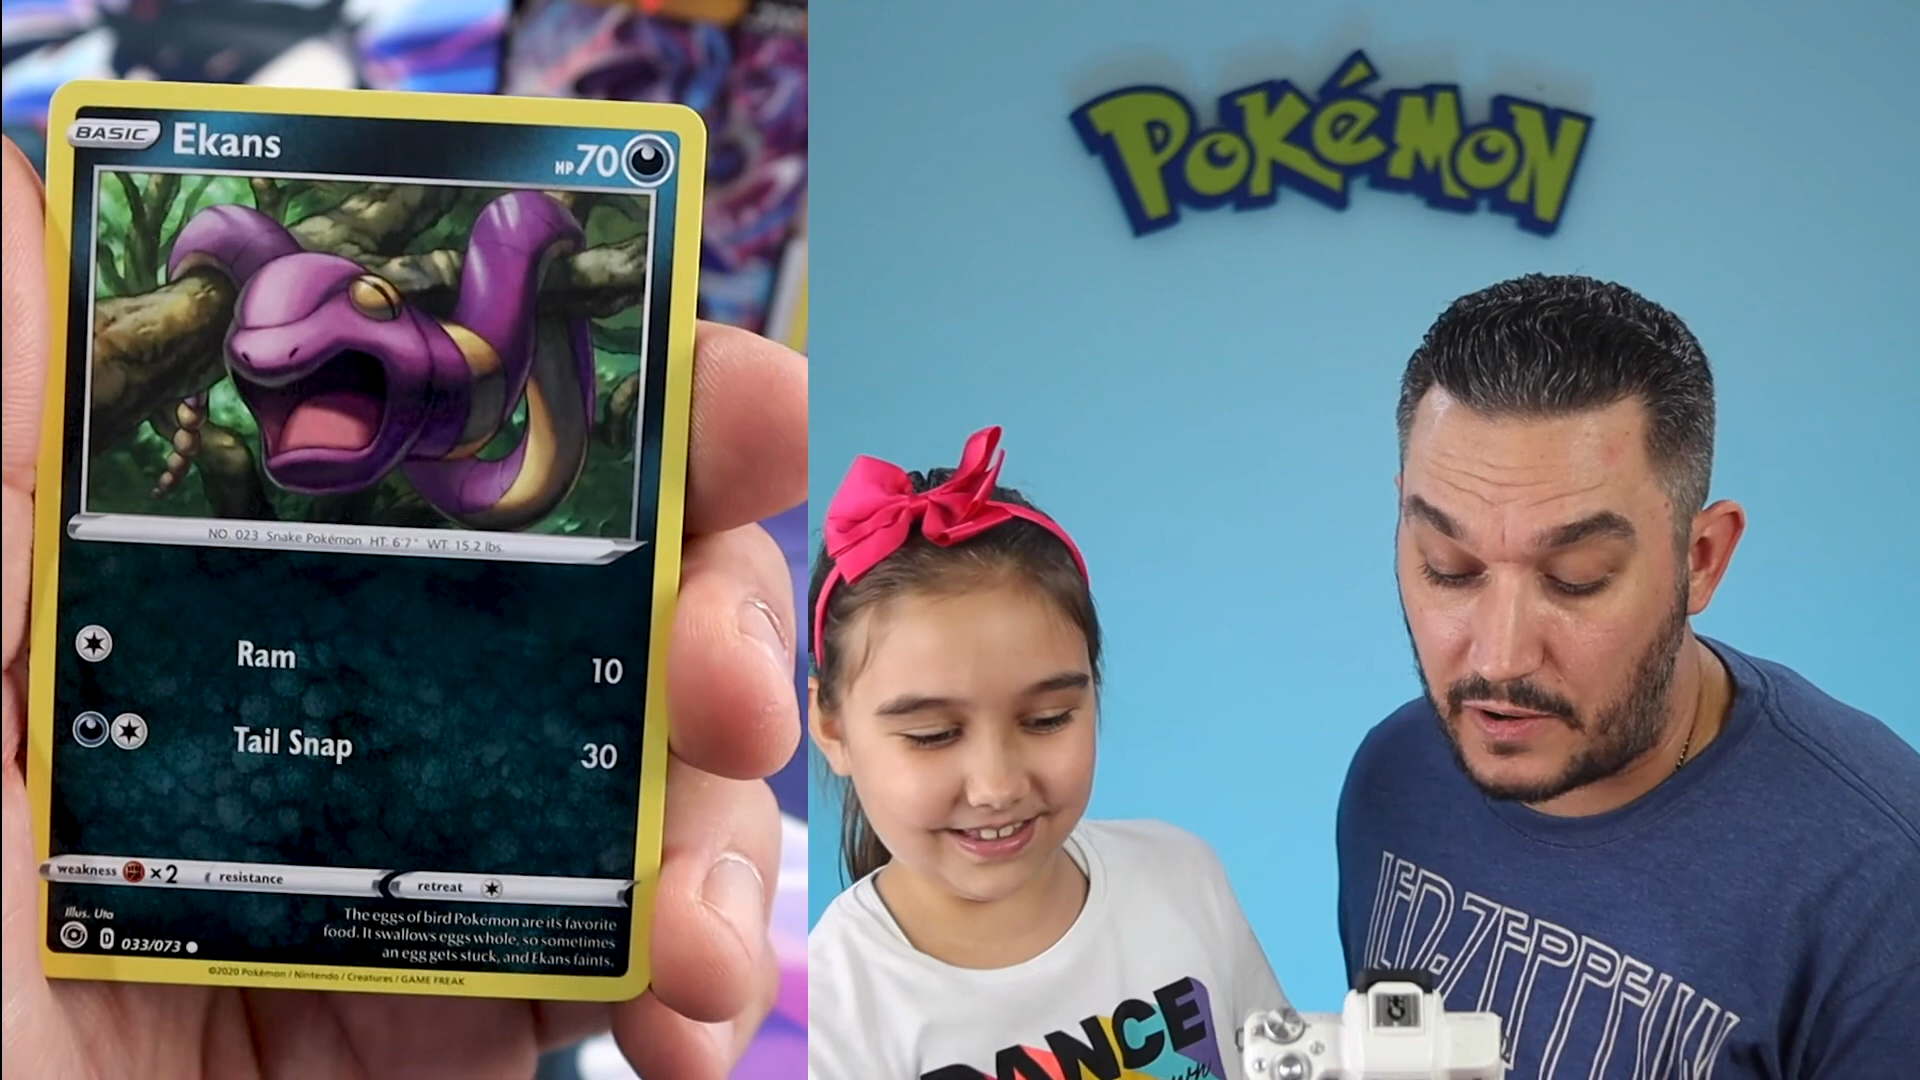 BASIC Ekans HP 70
NO. 023 Snake Pokémon HT: 6'7" WT: 15.2 lbs.
Ram 10
Tail Snap 30
weakness ×2 resistance retreat
Illus. Uta
The eggs of bird Pokémon are its favorite
food. It swallows eggs whole, so sometimes
an egg gets stuck, and Ekans faints.
D 033/073
©2020 Pokémon / Nintendo / Creatures / GAME FREAK
POKéMON
LED ZEPPELIN
DANCE